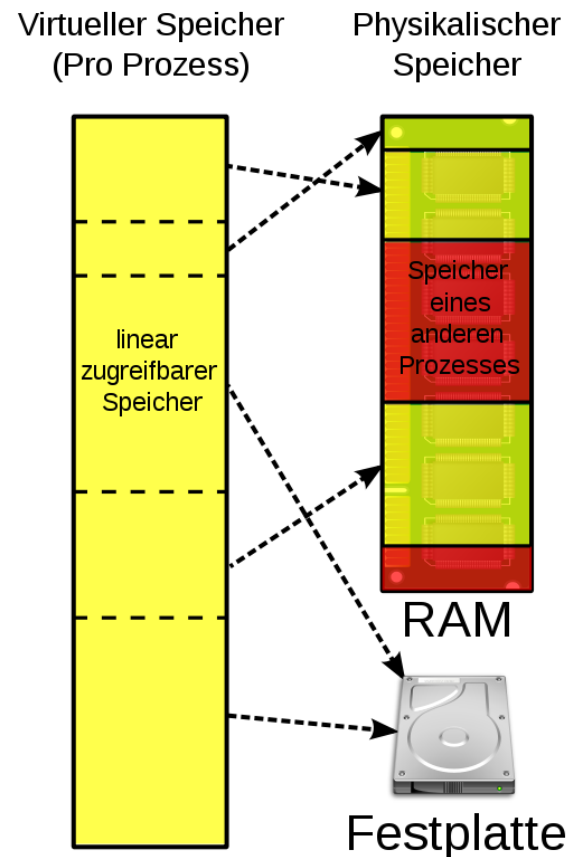 Virtueller Speicher
(Pro Prozess)
Physikalischer
Speicher
linear
zugreifbarer
Speicher
Speicher
eines
anderen
Prozesses
RAM
Festplatte